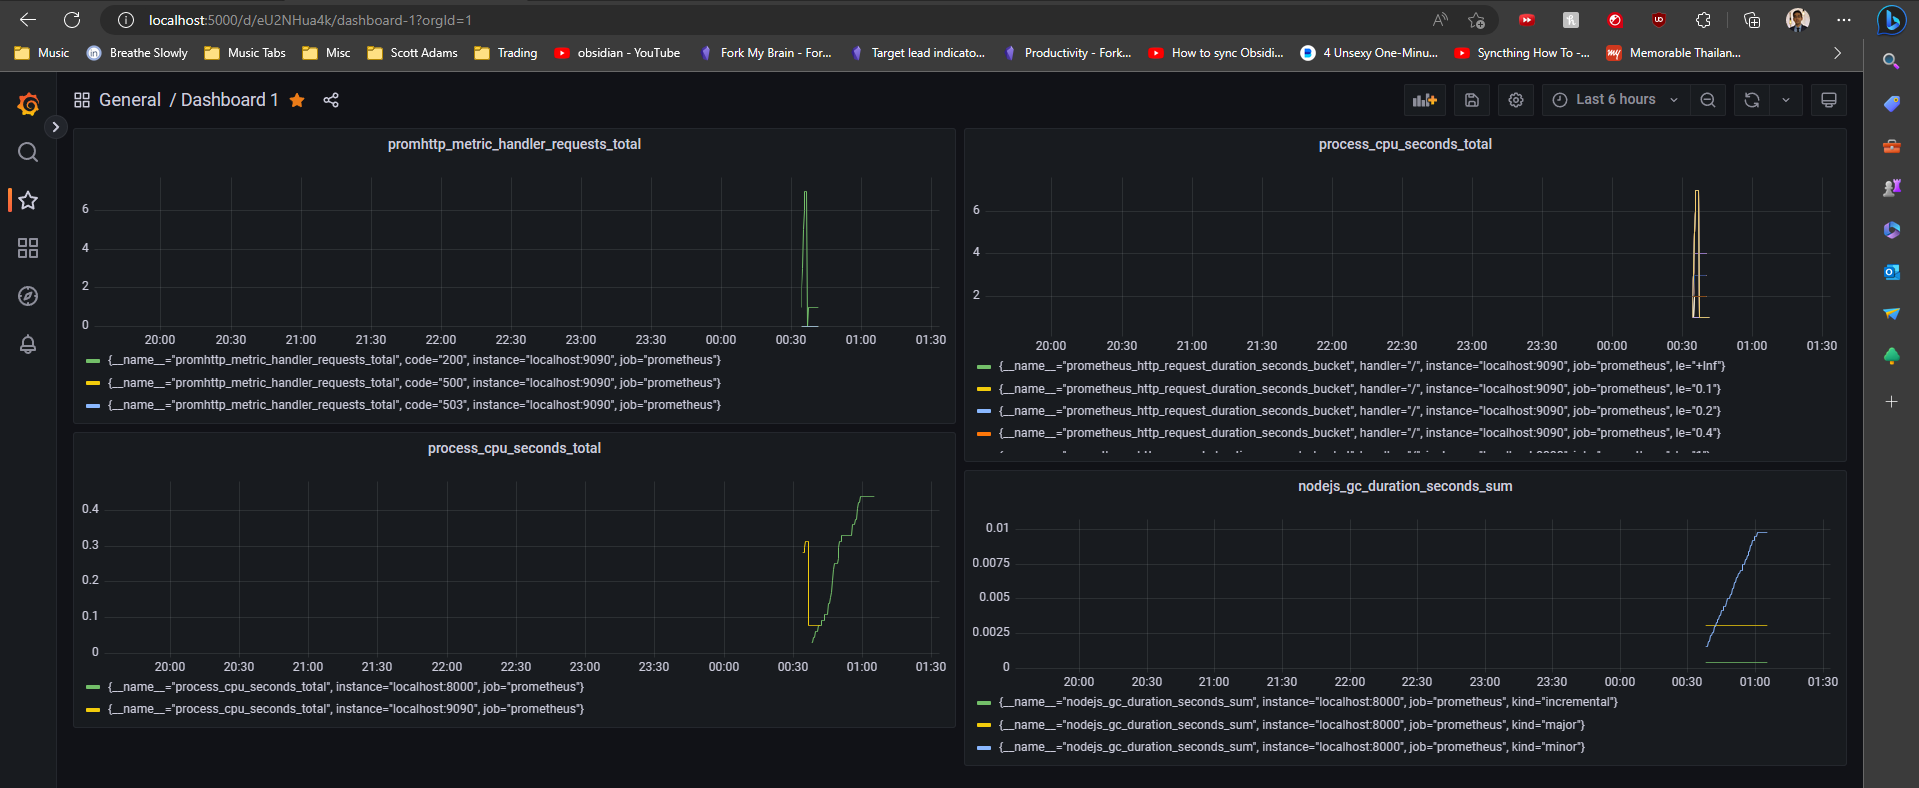 localhost:5000/d/eU2NHua4k/dashboard-1?orgId=1
Music
Breathe Slowly
Music Tabs
Misc
Scott Adams
Trading
obsidian - YouTube
Fork My Brain - For...
Target lead indicato...
Productivity - Fork...
How to sync Obsidi...
4 Unsexy One-Minu...
Syncthing How To -...
Memorable Thailan...
General / Dashboard 1
Last 6 hours
promhttp_metric_handler_requests_total
6
4
2
0
20:00 20:30 21:00 21:30 22:00 22:30 23:00 23:30 00:00 00:30 01:00 01:30
{__name__="promhttp_metric_handler_requests_total", code="200", instance="localhost:9090", job="prometheus"}
{__name__="promhttp_metric_handler_requests_total", code="500", instance="localhost:9090", job="prometheus"}
{__name__="promhttp_metric_handler_requests_total", code="503", instance="localhost:9090", job="prometheus"}
process_cpu_seconds_total
6
4
2
20:00 20:30 21:00 21:30 22:00 22:30 23:00 23:30 00:00 00:30 01:00 01:30
{__name__="prometheus_http_request_duration_seconds_bucket", handler="/", instance="localhost:9090", job="prometheus", le="+Inf"}
{__name__="prometheus_http_request_duration_seconds_bucket", handler="/", instance="localhost:9090", job="prometheus", le="0.1"}
{__name__="prometheus_http_request_duration_seconds_bucket", handler="/", instance="localhost:9090", job="prometheus", le="0.2"}
{__name__="prometheus_http_request_duration_seconds_bucket", handler="/", instance="localhost:9090", job="prometheus", le="0.4"}
process_cpu_seconds_total
0.4
0.3
0.2
0.1
0
20:00 20:30 21:00 21:30 22:00 22:30 23:00 23:30 00:00 00:30 01:00 01:30
{__name__="process_cpu_seconds_total", instance="localhost:8000", job="prometheus"}
{__name__="process_cpu_seconds_total", instance="localhost:9090", job="prometheus"}
nodejs_gc_duration_seconds_sum
0.01
0.0075
0.005
0.0025
0
20:00 20:30 21:00 21:30 22:00 22:30 23:00 23:30 00:00 00:30 01:00 01:30
{__name__="nodejs_gc_duration_seconds_sum", instance="localhost:8000", job="prometheus", kind="incremental"}
{__name__="nodejs_gc_duration_seconds_sum", instance="localhost:8000", job="prometheus", kind="major"}
{__name__="nodejs_gc_duration_seconds_sum", instance="localhost:8000", job="prometheus", kind="minor"}